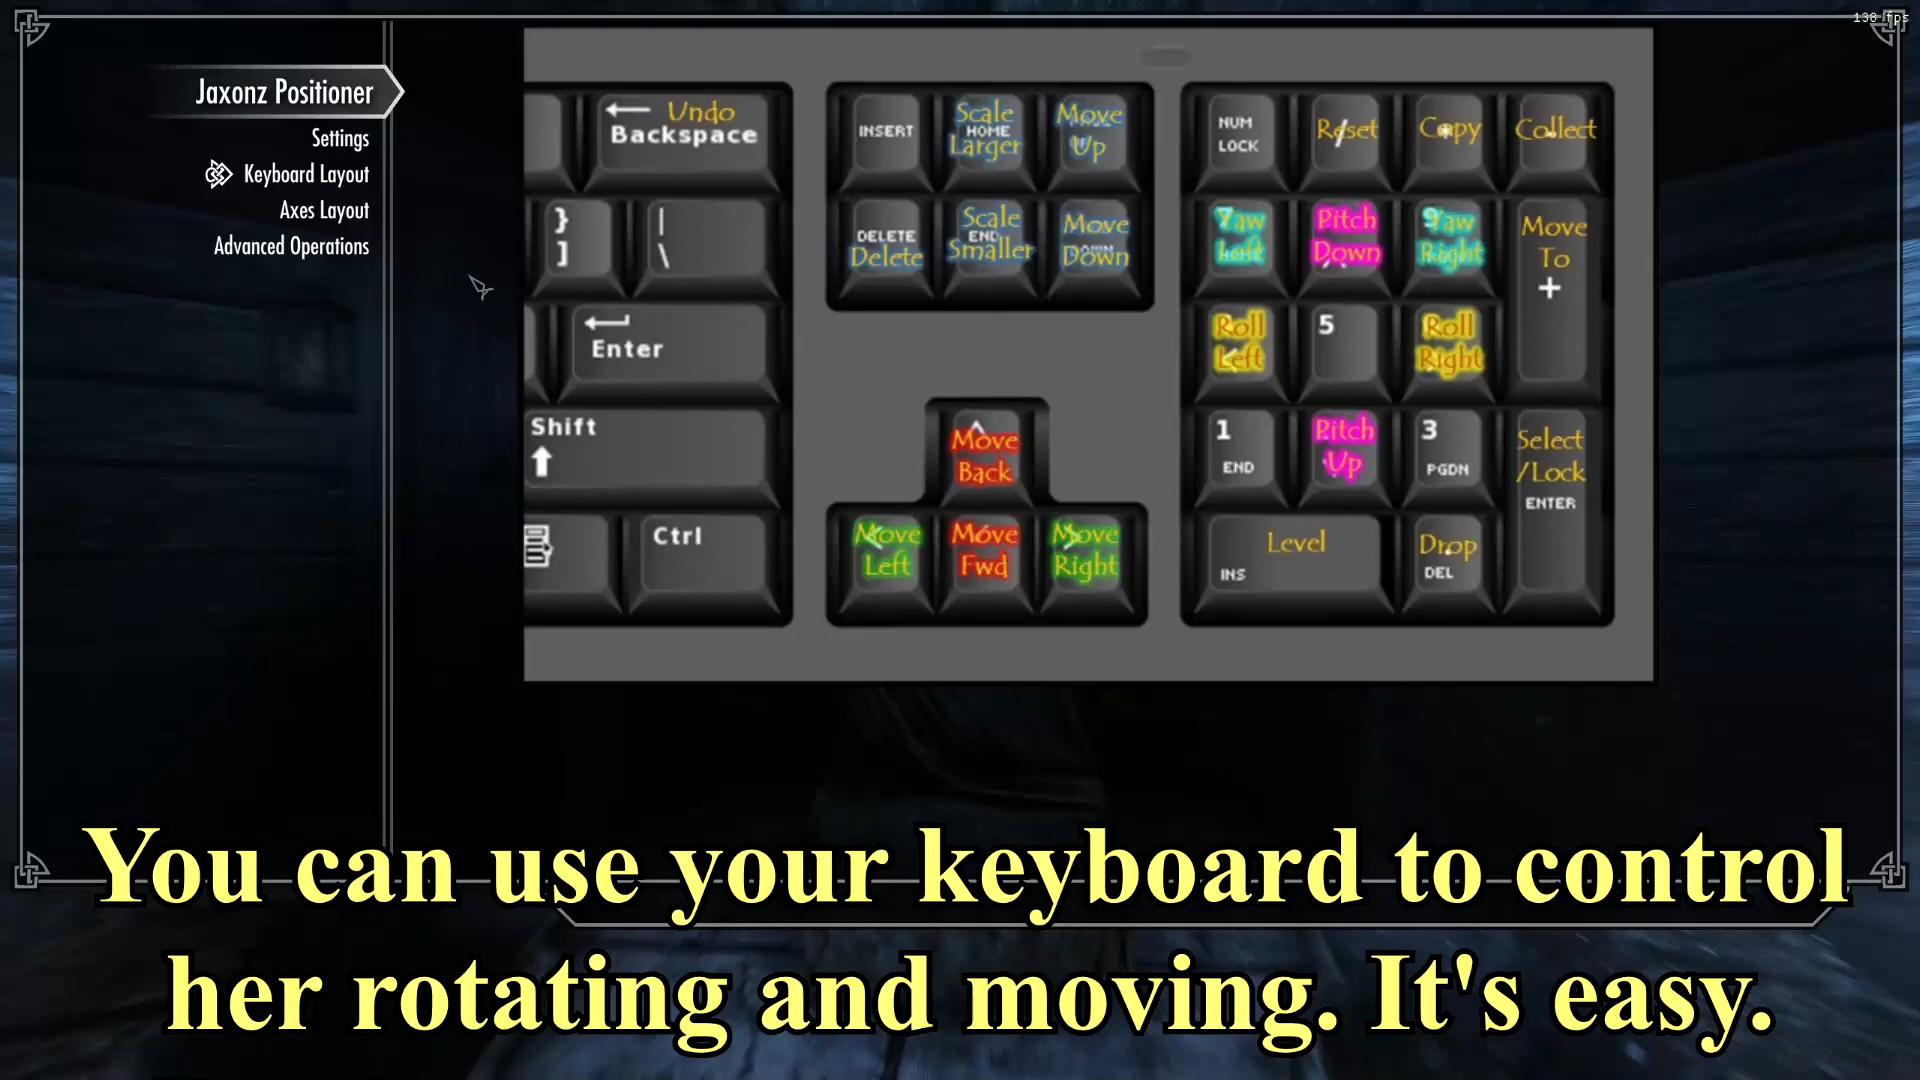 138 fps
Jaxonz Positioner
Settings
Keyboard Layout
Axes Layout
Advanced Operations
Undo
Backspace
}
]
|
\
Enter
Shift
Ctrl
INSERT
Scale
HOME
Larger
Move
Up
DELETE
Delete
Scale
END
Smaller
Move
Down
Move
Back
Move
Left
Move
Fwd
Move
Right
NUM
LOCK
/
Reset
Copy
Collect
Yaw
Left
Pitch
Down
9
Yaw
Right
Move
To
+
Roll
Left
5
Roll
Right
1
END
Pitch
Up
3
PGDN
Select
/Lock
ENTER
Level
INS
Drop
DEL
You can use your keyboard to control
her rotating and moving. It's easy.